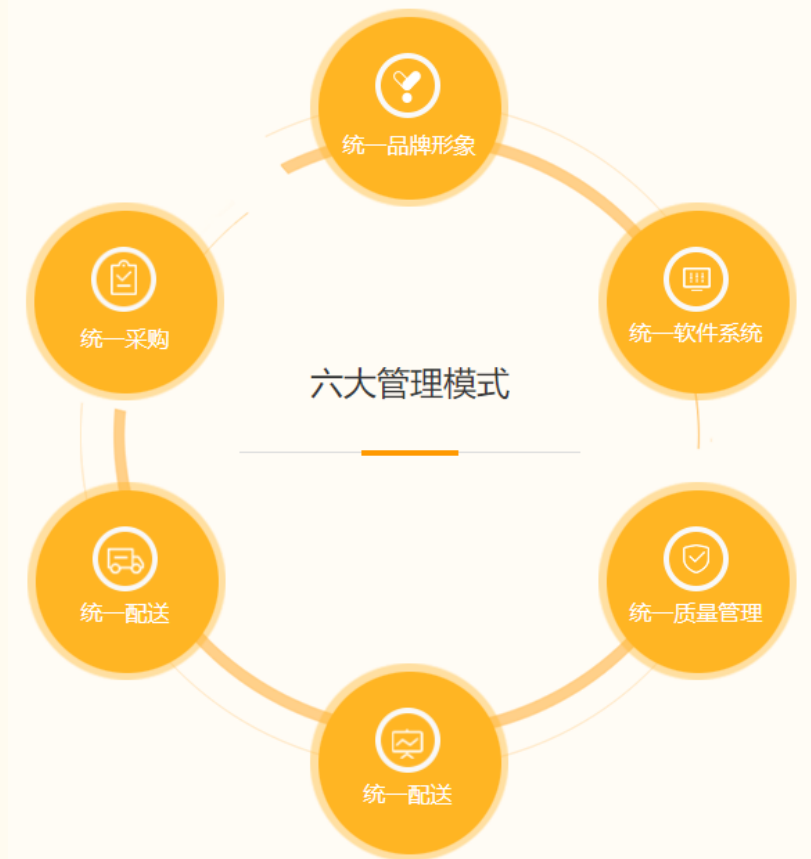 统一品牌形象
统一采购
统一软件系统
六大管理模式
统一配送
统一质量管理
统一配送